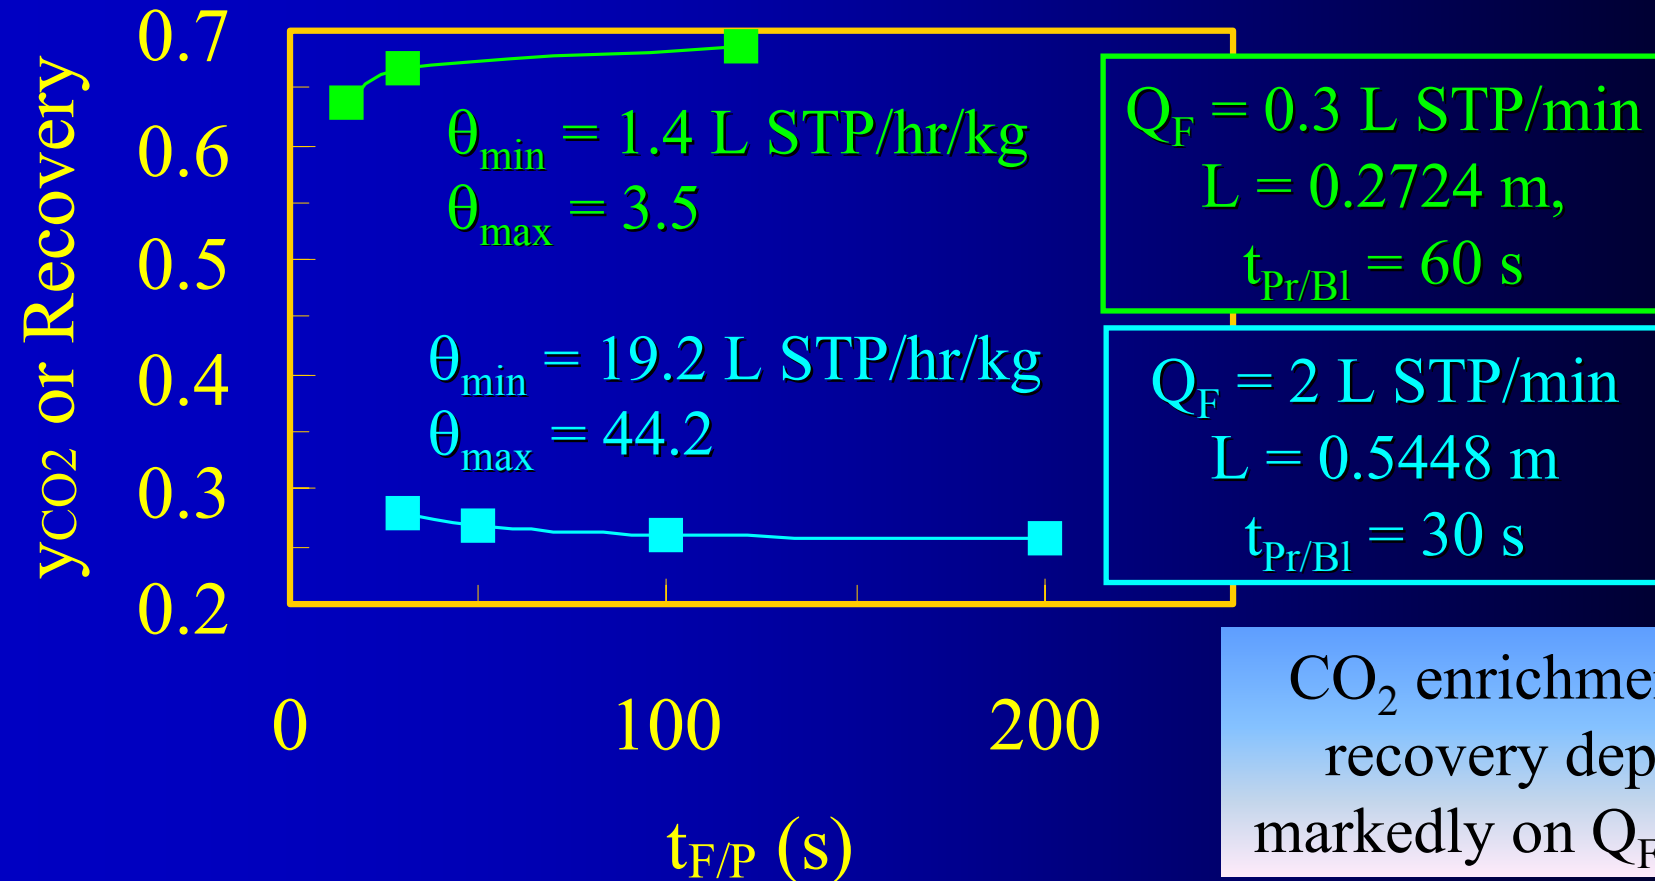 0.7
0.6
0.5
0.4
0.3
0.2
yCO2 or Recovery
θmin = 1.4 L STP/hr/kg
θmax = 3.5
θmin = 19.2 L STP/hr/kg
θmax = 44.2
QF = 0.3 L STP/min
L = 0.2724 m,
tPr/Bl = 60 s
QF = 2 L STP/min
L = 0.5448 m
tPr/Bl = 30 s
0 100 200
tF/P (s)
CO2
recovery
markedly on QF